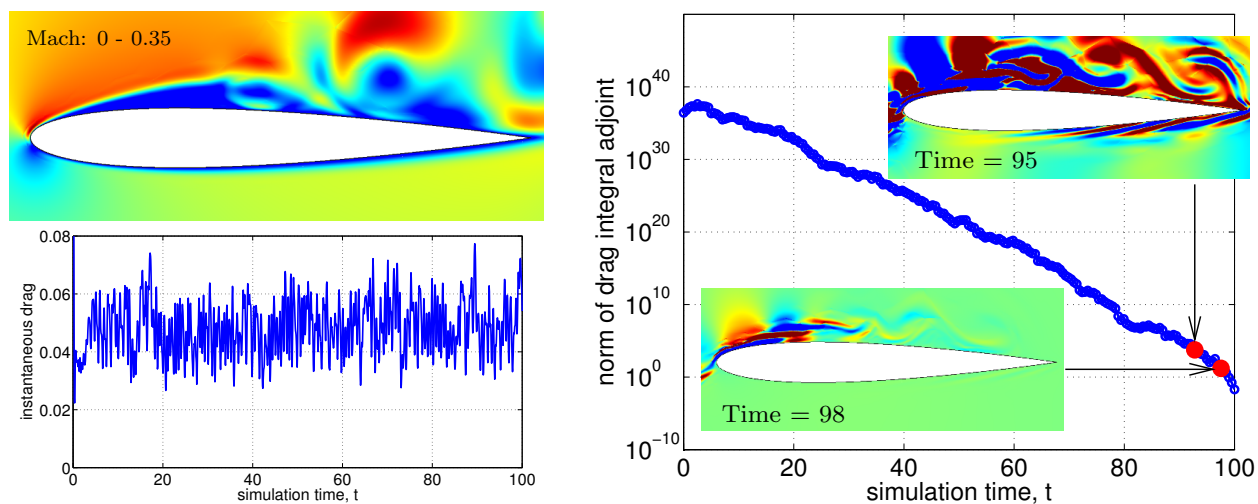 Mach: 0 - 0.35
0.08
0.06
0.04
0.02
0
0 20 40 60 80 100
instantaneous drag
simulation time, t
10^40
10^30
10^20
10^10
10^0
10^-10
0 20 40 60 80 100
norm of drag integral adjoint
simulation time, t
Time = 95
Time = 98